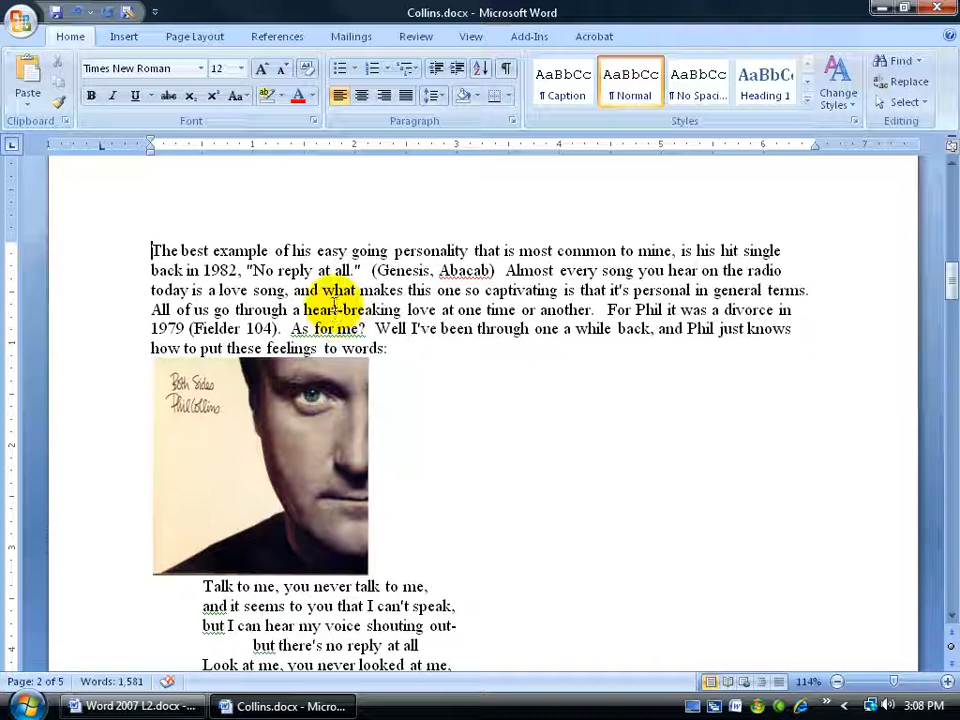 Collins.docx - Microsoft Word
Home Insert Page Layout References Mailings Review View Add-Ins Acrobat
Paste
Times New Roman 12
AaBbCc AaBbCc AaBbCc AaBbC
¶ Caption ¶ Normal ¶ No Spaci... Heading 1
Change Styles
Find
Replace
Select
Clipboard Font Paragraph Styles Editing
1 1 2 3 4 5 6 7
The best example of his easy going personality that is most common to mine, is his hit single
back in 1982, "No reply at all." (Genesis, Abacab) Almost every song you hear on the radio
today is a love song, and what makes this one so captivating is that it's personal in general terms.
All of us go through a heart-breaking love at one time or another. For Phil it was a divorce in
1979 (Fielder 104). As for me? Well I've been through one a while back, and Phil just knows
how to put these feelings to words:
Both Sides
Phil Collins
Talk to me, you never talk to me,
and it seems to you that I can't speak,
but I can hear my voice shouting out-
but there's no reply at all
Look at me, you never looked at me,
Page: 2 of 5 Words: 1,581 114%
Word 2007 L2.docx -... Collins.docx - Micro... 3:08 PM